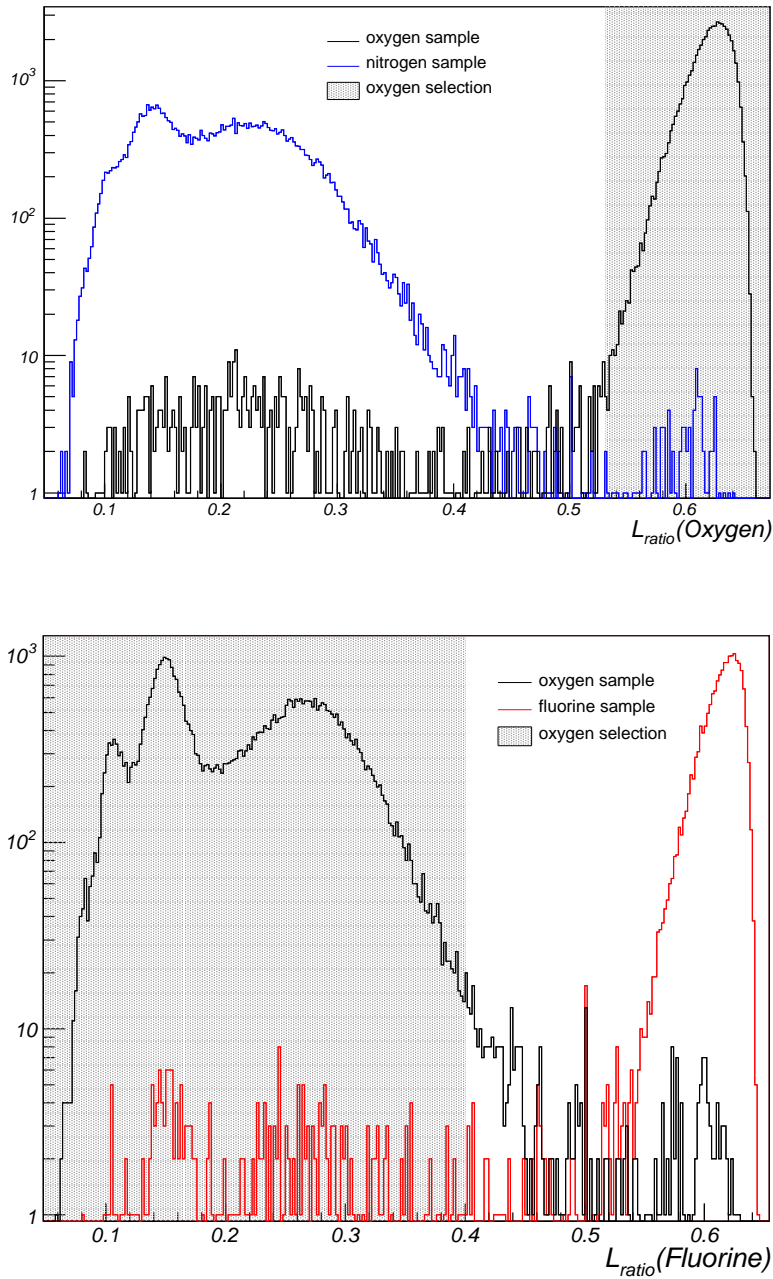 10³
oxygen sample
nitrogen sample
oxygen selection
10²
10
1
0.1 0.2 0.3 0.4 0.5 0.6
L_ratio(Oxygen)
10³
oxygen sample
fluorine sample
oxygen selection
10²
10
1
0.1 0.2 0.3 0.4 0.5 0.6
L_ratio(Fluorine)